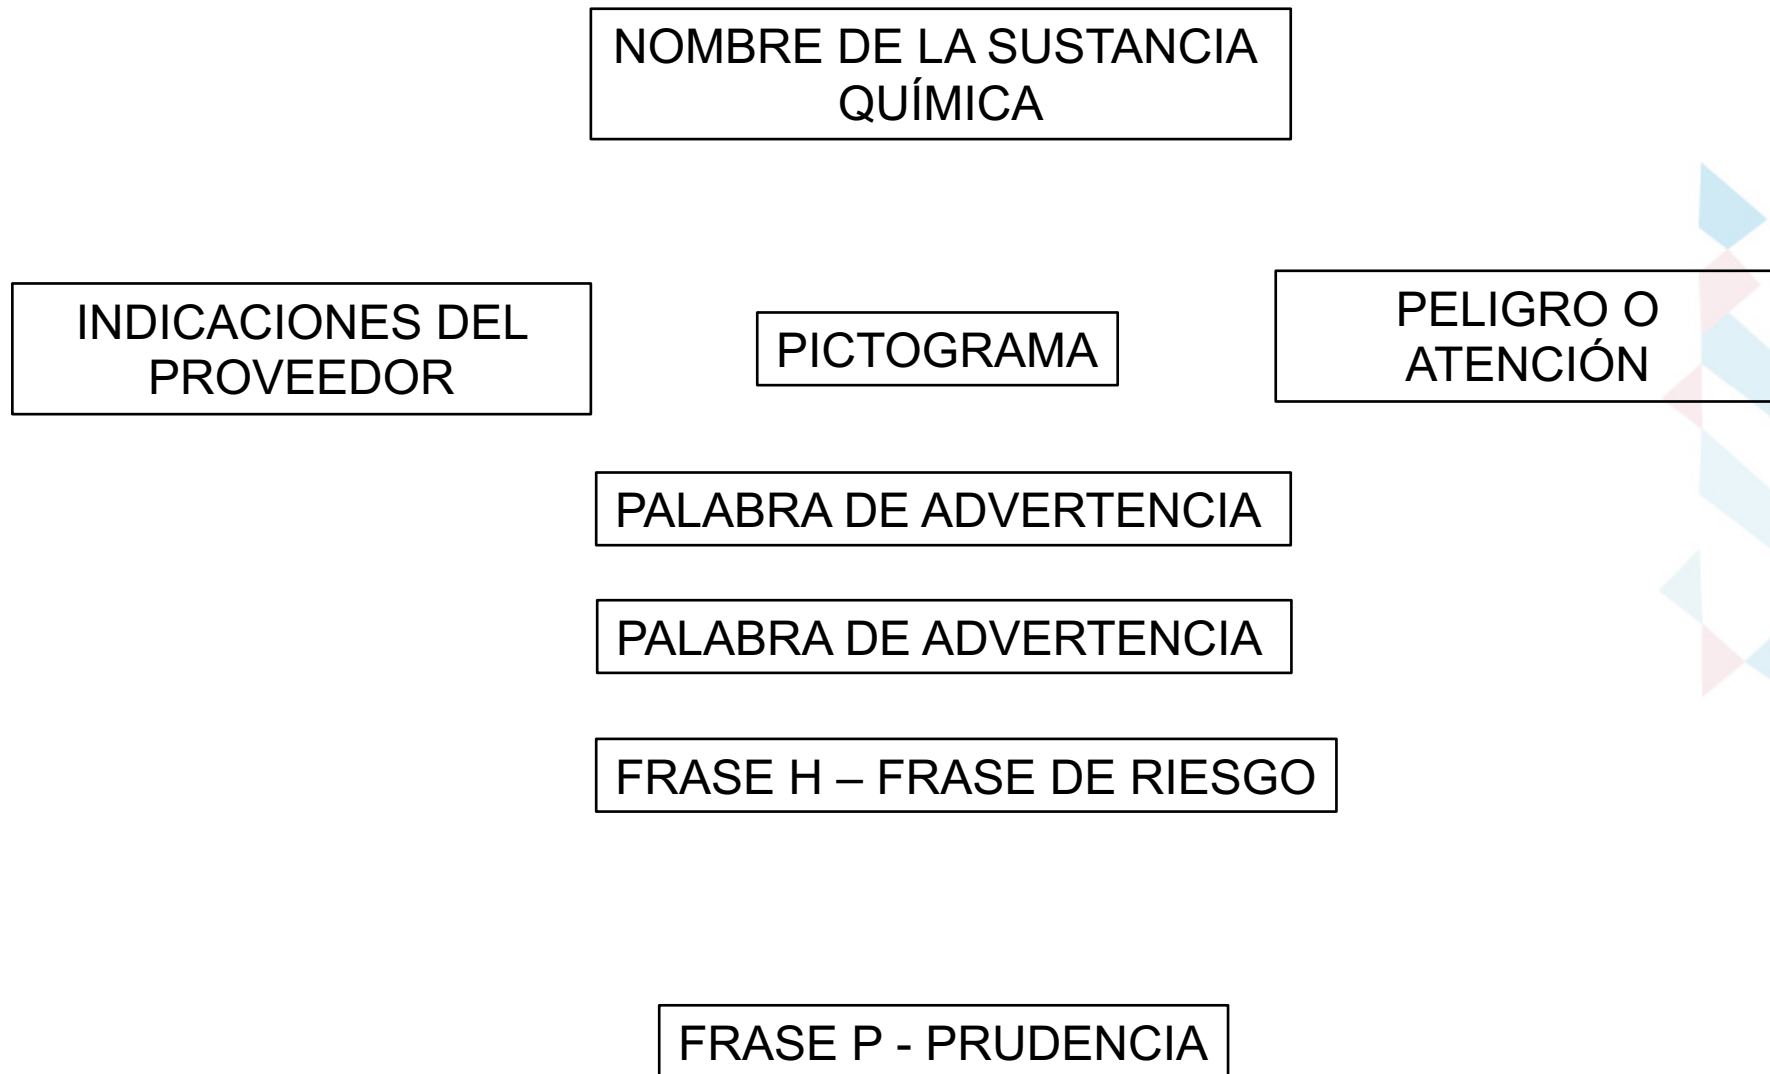 NOMBRE DE LA SUSTANCIA
QUÍMICA
INDICACIONES DEL
PROVEEDOR
PICTOGRAMA
PELIGRO O
ATENCIÓN
PALABRA DE ADVERTENCIA
PALABRA DE ADVERTENCIA
FRASE H – FRASE DE RIESGO
FRASE P - PRUDENCIA